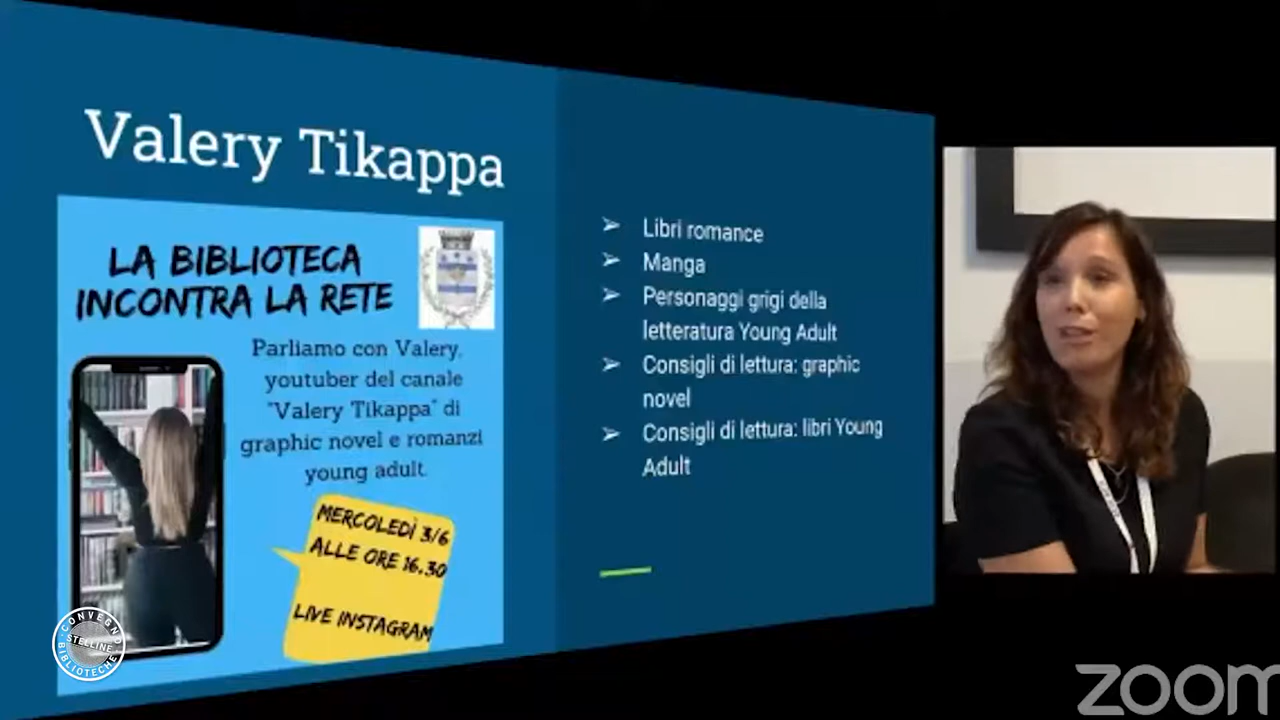 Valery Tikappa
LA BIBLIOTECA
INCONTRA LA RETE
Parliamo con Valery,
youtuber del canale
"Valery Tikappa" di
graphic novel e romanzi
young adult.
MERCOLEDÌ 3/6
ALLE ORE 16.30
LIVE INSTAGRAM
➢ Libri romance
➢ Manga
➢ Personaggi grigi della
letteratura Young Adult
➢ Consigli di lettura: graphic
novel
➢ Consigli di lettura: libri Young
Adult
CONVEGNO
STELLINE
BIBLIOTECHE
zoom